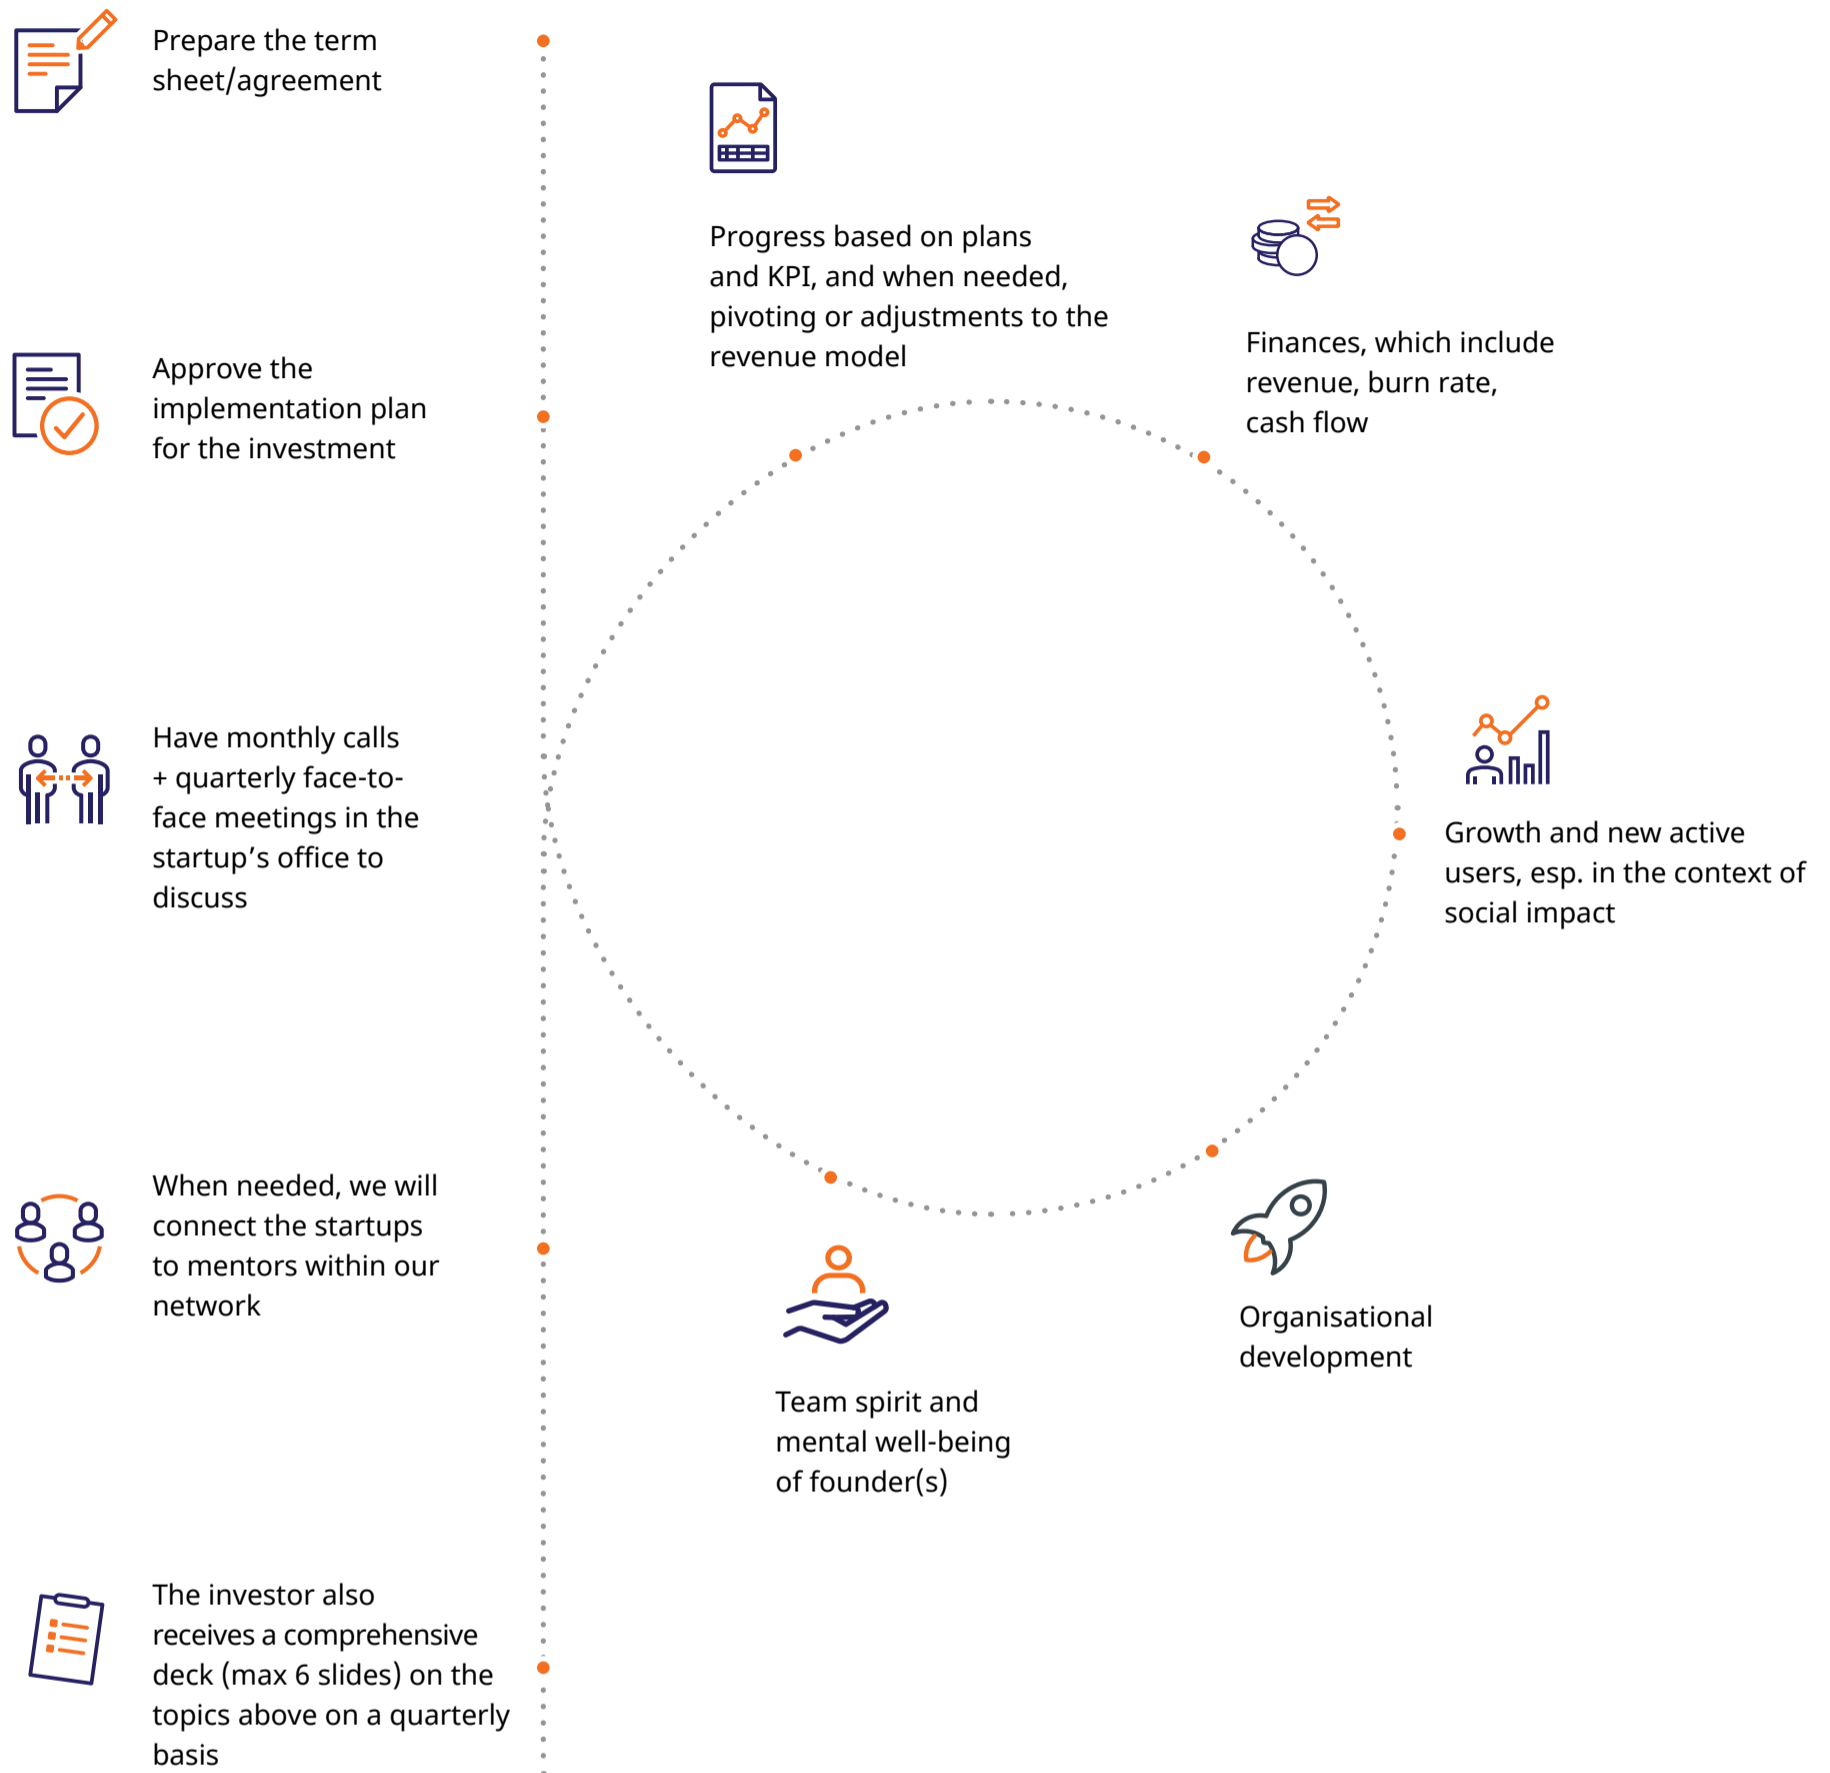 Prepare the term
sheet/agreement
Approve the
implementation plan
for the investment
Have monthly calls
+ quarterly face-to-
face meetings in the
startup’s office to
discuss
Progress based on plans
and KPI, and when needed,
pivoting or adjustments to the
revenue model
Finances, which include
revenue, burn rate,
cash flow
Growth and new active
users, esp. in the context of
social impact
Organisational
development
Team spirit and
mental well-being
of founder(s)
When needed, we will
connect the startups
to mentors within our
network
The investor also
receives a comprehensive
deck (max 6 slides) on the
topics above on a quarterly
basis